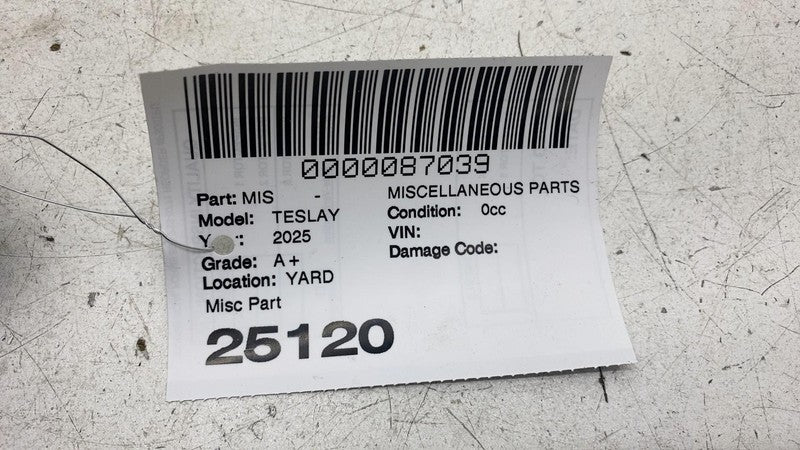 0000087039
Part: MIS - MISCELLANEOUS PARTS
Model: TESLAY Condition: 0cc
2025 VIN:
Grade: A+ Damage Code:
Location: YARD
Misc Part
25120